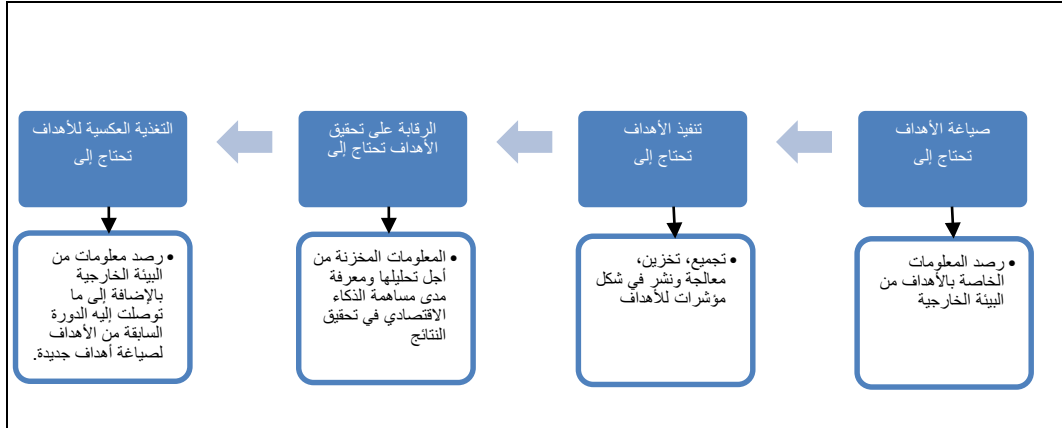 صياغة الأهداف
تحتاج إلى
• رصد المعلومات
الخاصة بالأهداف من
البيئة الخارجية
تنفيذ الأهداف
تحتاج إلى
• تجميع، تخزين،
معالجة ونشر في شكل
مؤشرات للأهداف
الرقابة على تحقيق
الأهداف تحتاج إلى
• المعلومات المخزنة من
أجل تحليلها ومعرفة
مدى مساهمة الذكاء
الاقتصادي في تحقيق
النتائج
التغذية العكسية للأهداف
تحتاج إلى
• رصد معلومات من
البيئة الخارجية
بالإضافة إلى ما
توصلت إليه الدورة
السابقة من الأهداف
لصياغة أهداف جديدة.